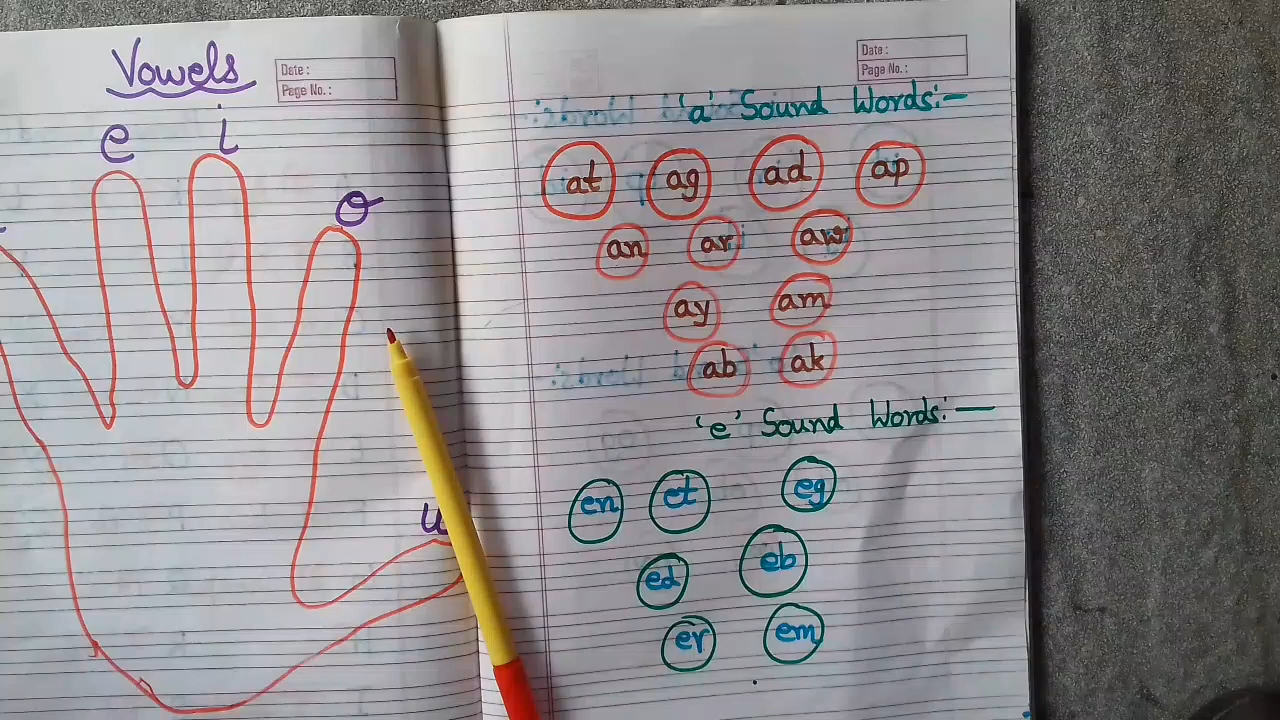 Vowels
Date :
Page No. :
e i
o
u
Date :
Page No. :
'a' Sound Words:-
at ag ad ap
an ar aw
ay am
ab ak
'e' Sound Words:-
en et eg
ed eb
er em